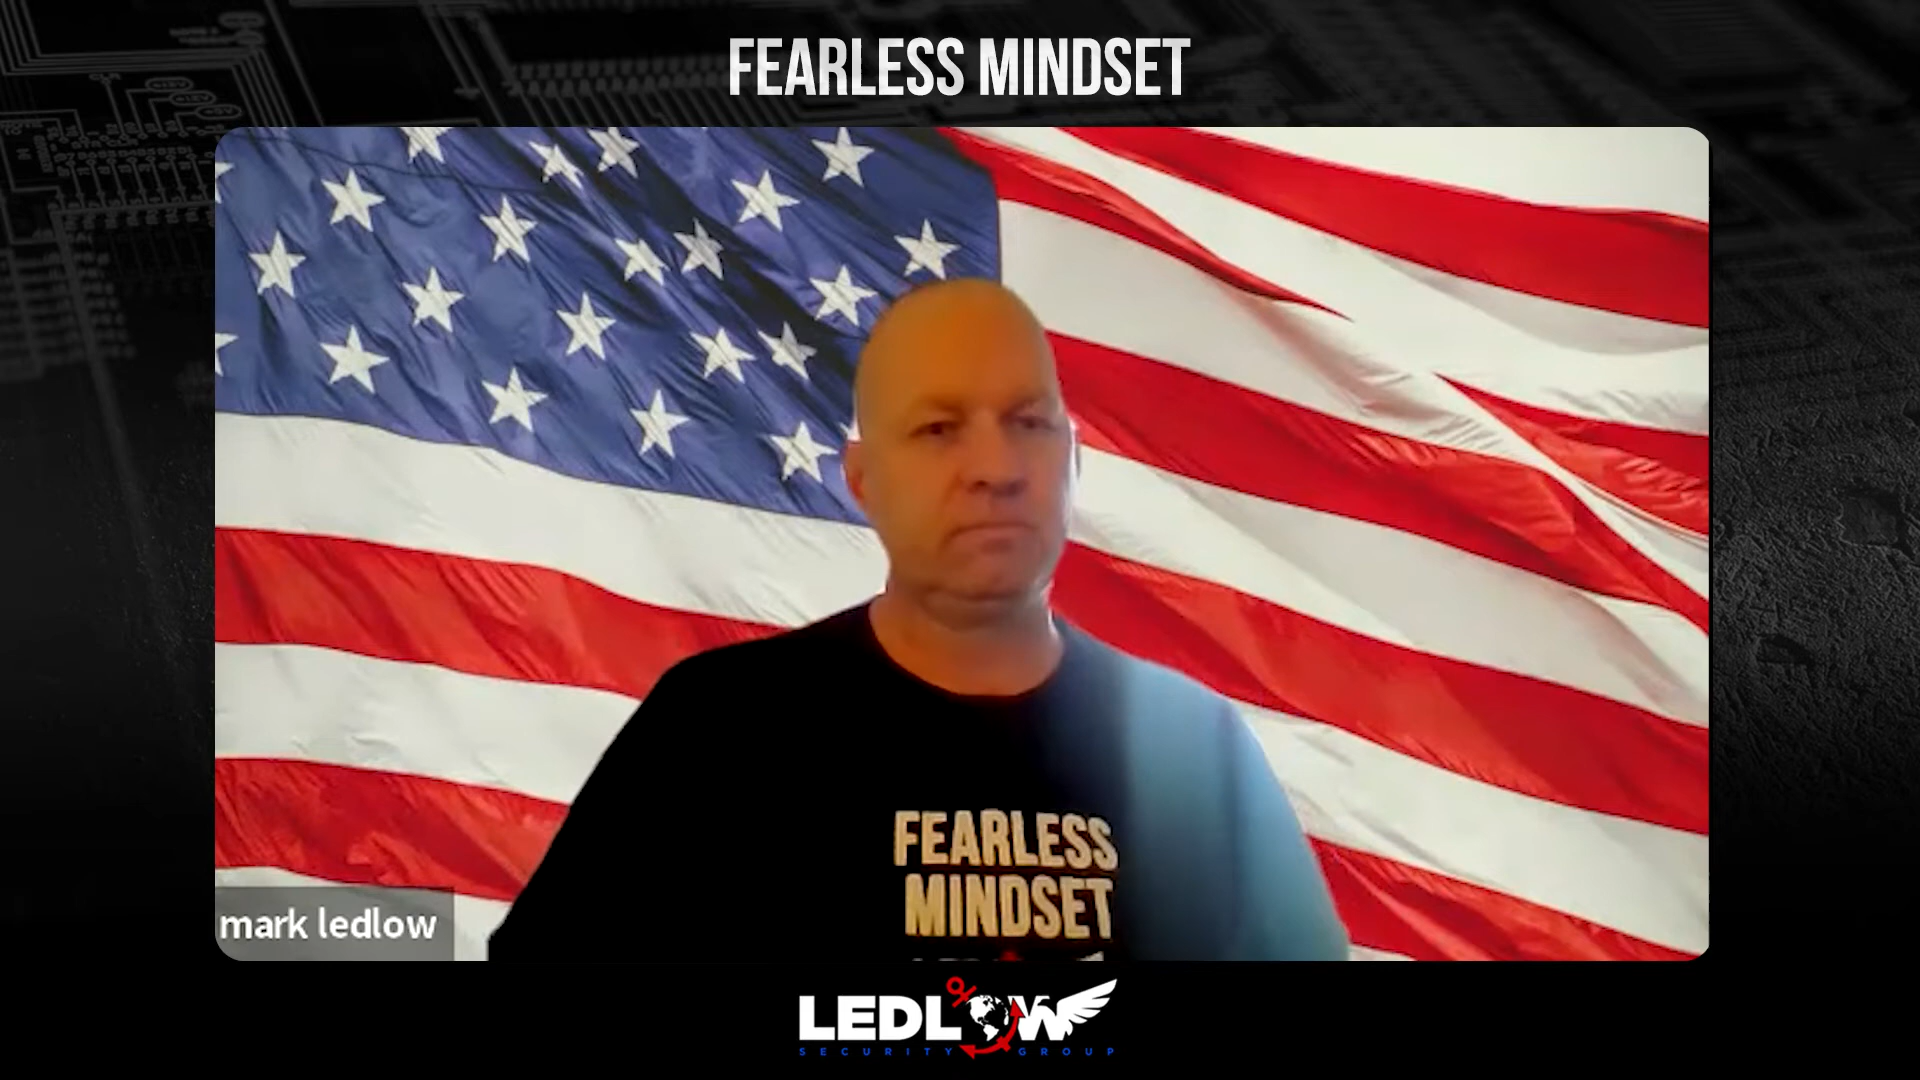 FEARLESS MINDSET
FEARLESS
MINDSET
mark ledlow
LEDLOW
SECURITY GROUP